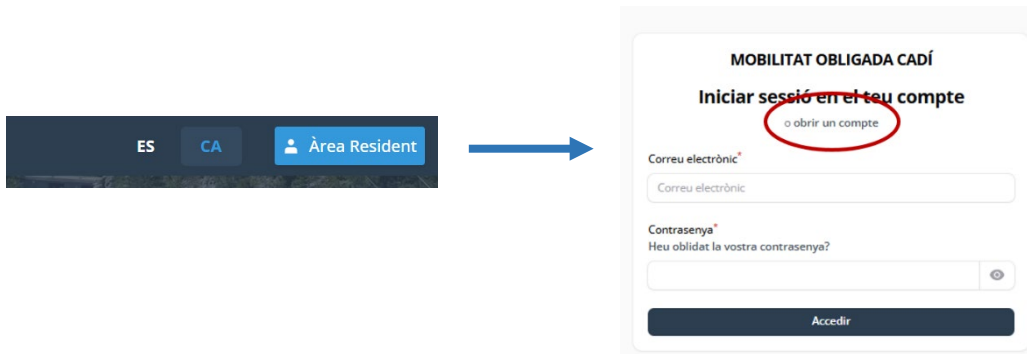 ES CA Àrea Resident
MOBILITAT OBLIGADA CADÍ
Iniciar sessió en el teu compte
o obrir un compte
Correu electrònic*
Correu electrònic
Contrasenya*
Heu oblidat la vostra contrasenya?
Accedir